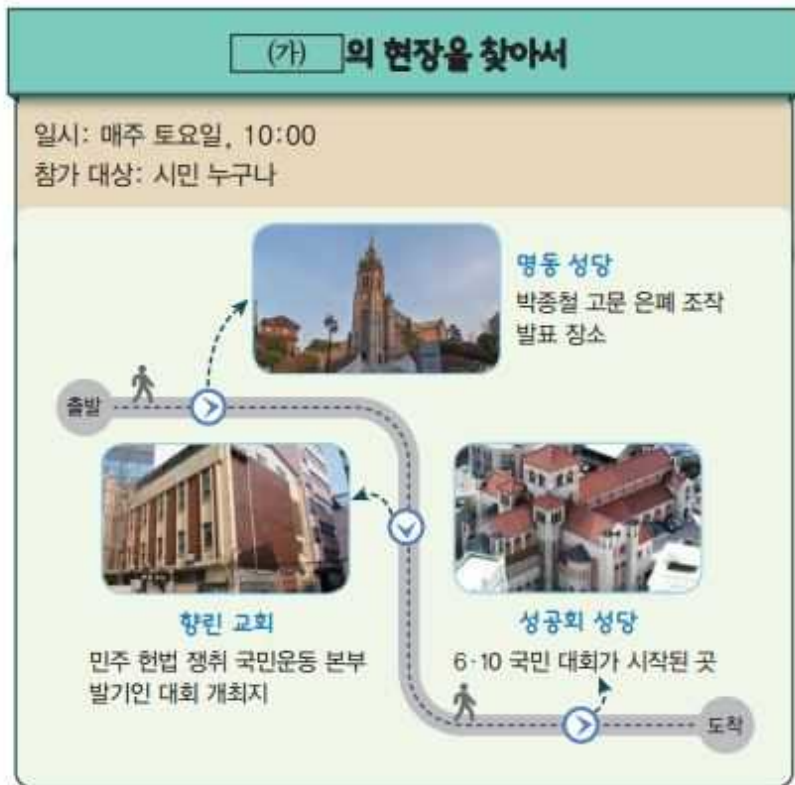 (가) 의 현장을 찾아서
일시: 매주 토요일, 10:00
참가 대상: 시민 누구나
명동 성당
박종철 고문 은폐 조작
발표 장소
출발
향린 교회
민주 헌법 쟁취 국민운동 본부
발기인 대회 개최지
성공회 성당
6·10 국민 대회가 시작된 곳
도착